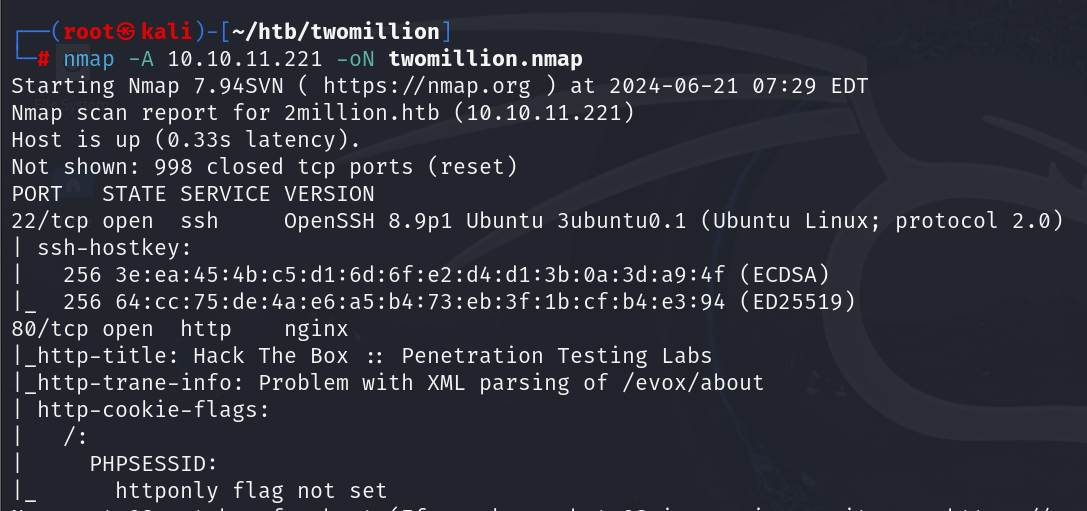 ┌──(root㉿kali)-[~/htb/twomillion]
└─# nmap -A 10.10.11.221 -oN twomillion.nmap
Starting Nmap 7.94SVN ( https://nmap.org ) at 2024-06-21 07:29 EDT
Nmap scan report for 2million.htb (10.10.11.221)
Host is up (0.33s latency).
Not shown: 998 closed tcp ports (reset)
PORT   STATE SERVICE VERSION
22/tcp open  ssh     OpenSSH 8.9p1 Ubuntu 3ubuntu0.1 (Ubuntu Linux; protocol 2.0)
| ssh-hostkey:
|   256 3e:ea:45:4b:c5:d1:6d:6f:e2:d4:d1:3b:0a:3d:a9:4f (ECDSA)
|_  256 64:cc:75:de:4a:e6:a5:b4:73:eb:3f:1b:cf:b4:e3:94 (ED25519)
80/tcp open  http    nginx
|_http-title: Hack The Box :: Penetration Testing Labs
|_http-trane-info: Problem with XML parsing of /evox/about
| http-cookie-flags:
|   /:
|     PHPSESSID:
|_      httponly flag not set